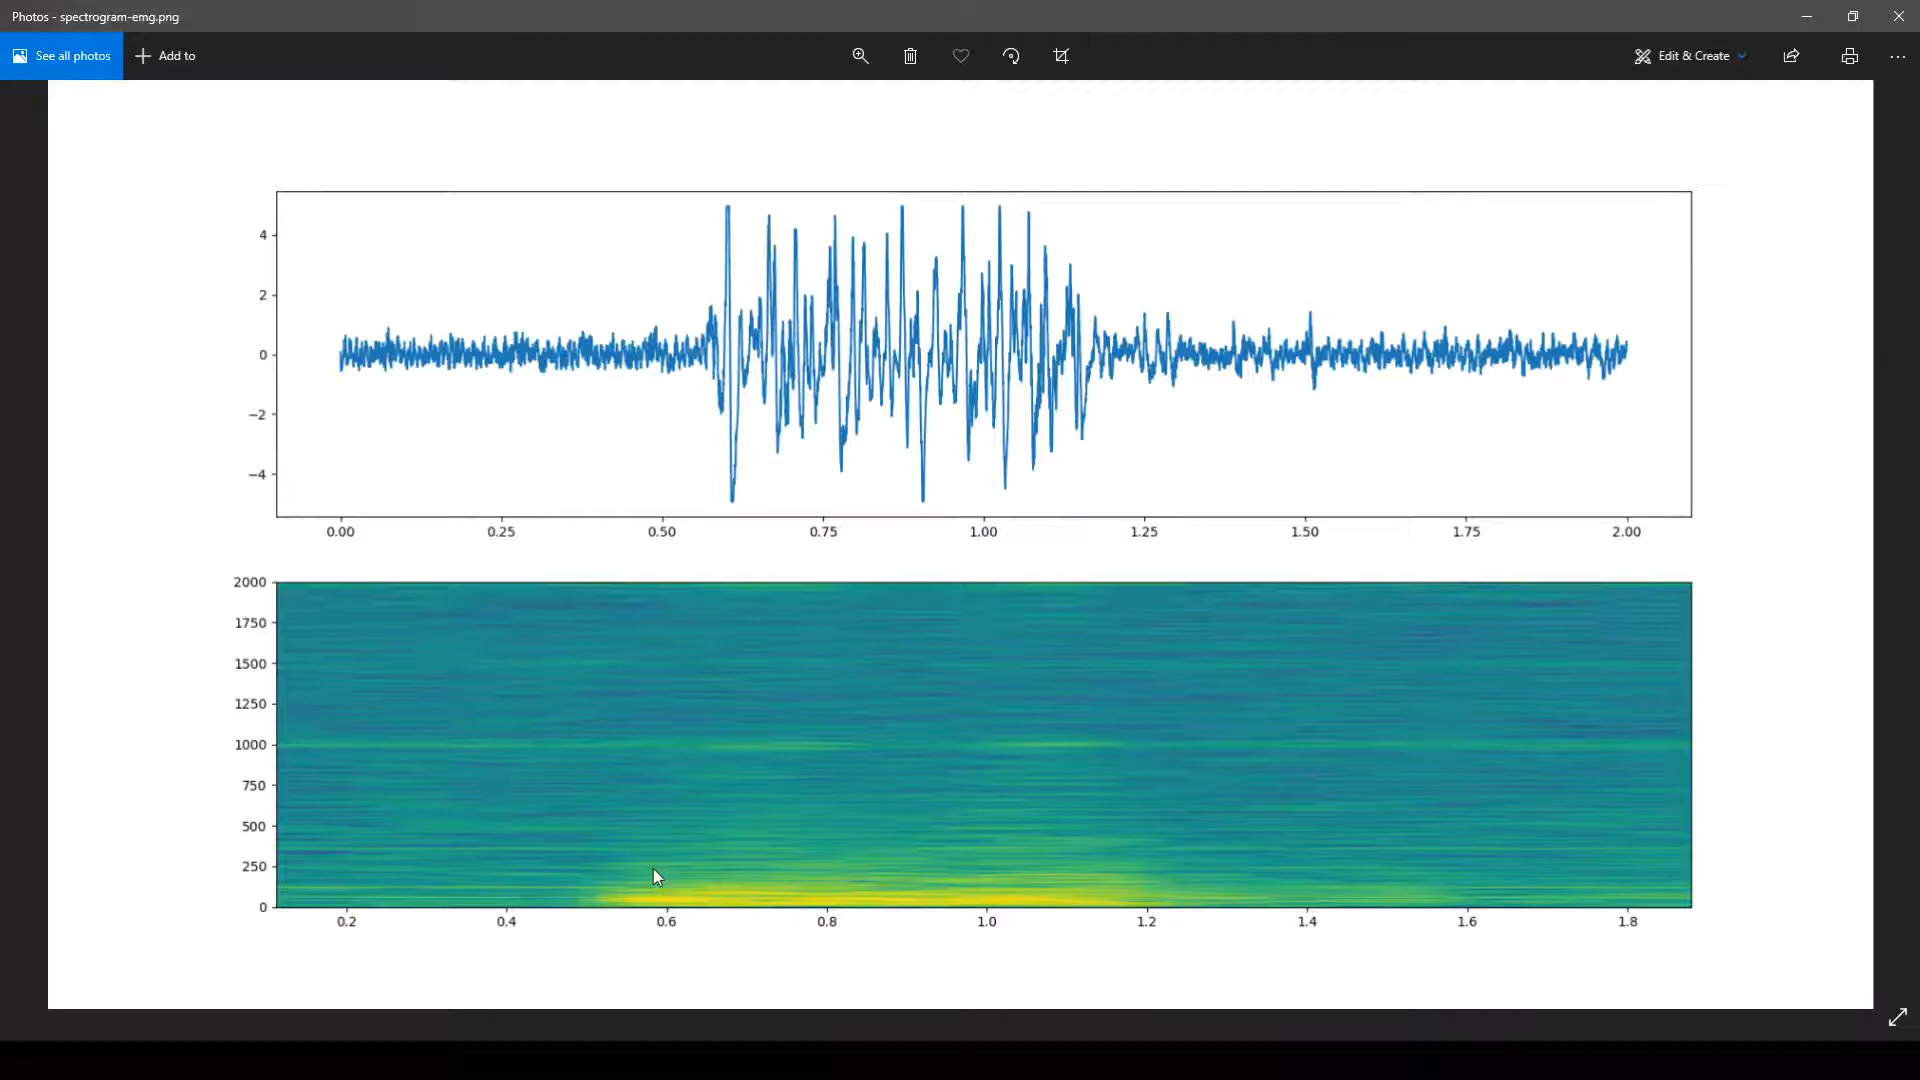 Photos - spectrogram-emg.png
See all photos
Add to
Edit & Create
4
2
0
−2
−4
0.00 0.25 0.50 0.75 1.00 1.25 1.50 1.75 2.00
2000
1750
1500
1250
1000
750
500
250
0
0.2 0.4 0.6 0.8 1.0 1.2 1.4 1.6 1.8